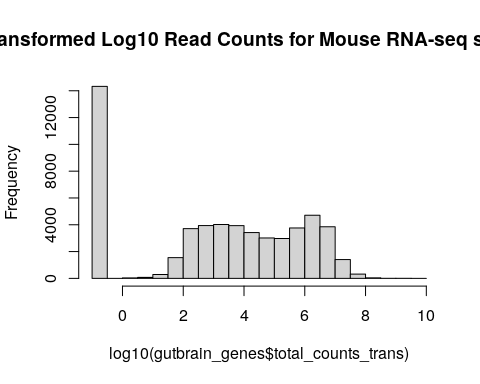 ansformed Log10 Read Counts for Mouse RNA-seq s
Frequency
12000
8000
4000
0
0 2 4 6 8 10
log10(gutbrain_genes$total_counts_trans)